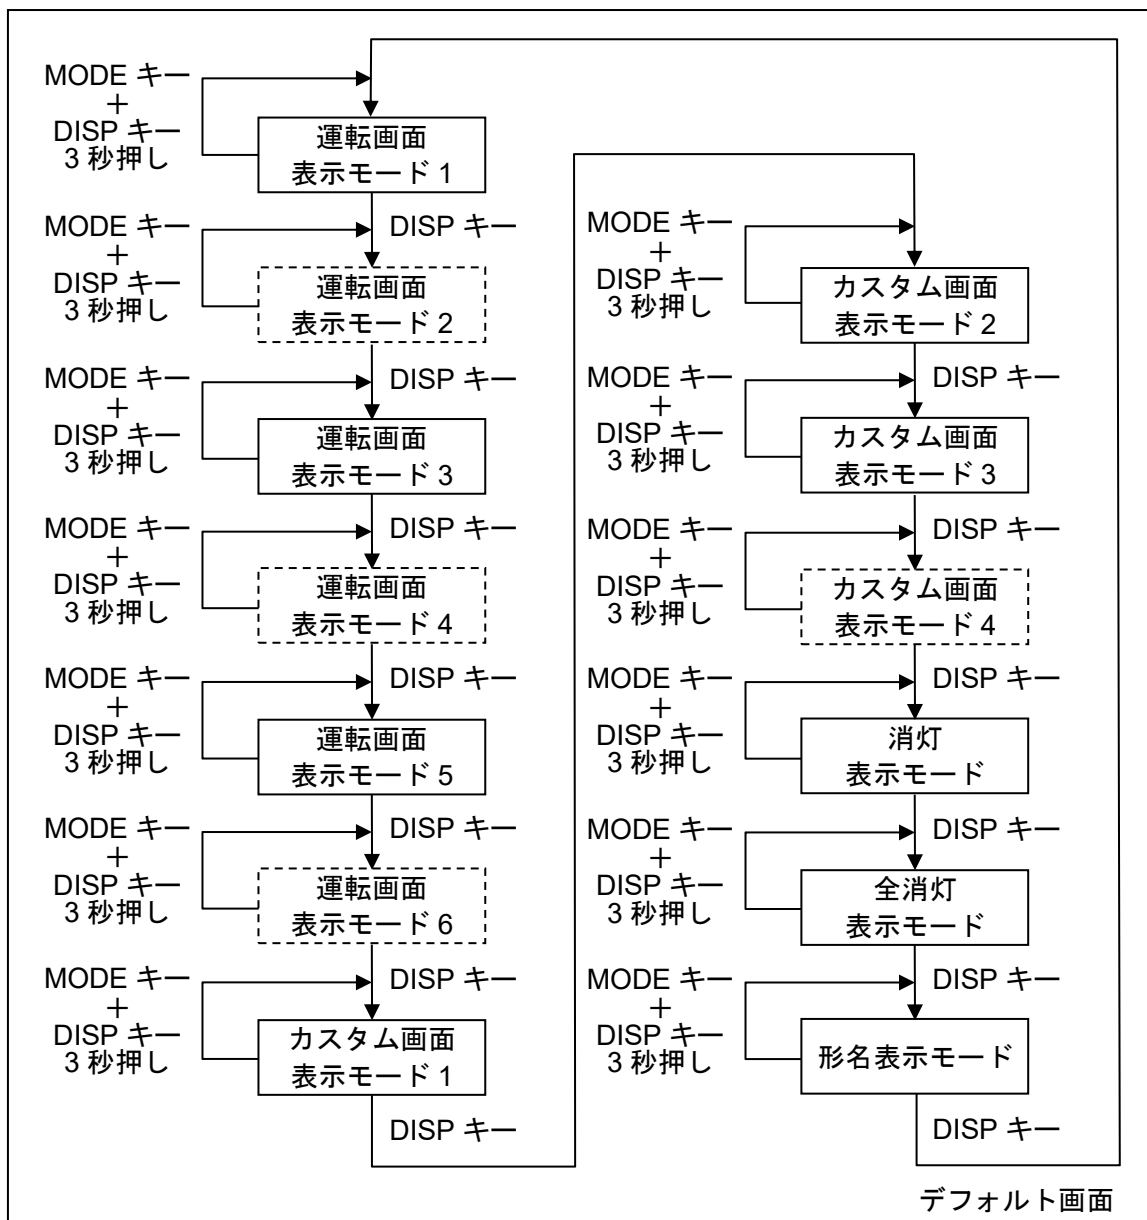 MODE キー
＋
DISP キー
3 秒押し
運転画面
表示モード 1
MODE キー
＋
DISP キー
3 秒押し
DISP キー
運転画面
表示モード 2
MODE キー
＋
DISP キー
3 秒押し
DISP キー
運転画面
表示モード 3
MODE キー
＋
DISP キー
3 秒押し
DISP キー
運転画面
表示モード 4
MODE キー
＋
DISP キー
3 秒押し
DISP キー
運転画面
表示モード 5
MODE キー
＋
DISP キー
3 秒押し
DISP キー
運転画面
表示モード 6
MODE キー
＋
DISP キー
3 秒押し
DISP キー
カスタム画面
表示モード 1
DISP キー
MODE キー
＋
DISP キー
3 秒押し
カスタム画面
表示モード 2
MODE キー
＋
DISP キー
3 秒押し
DISP キー
カスタム画面
表示モード 3
MODE キー
＋
DISP キー
3 秒押し
DISP キー
カスタム画面
表示モード 4
MODE キー
＋
DISP キー
3 秒押し
DISP キー
消灯
表示モード
MODE キー
＋
DISP キー
3 秒押し
DISP キー
全消灯
表示モード
MODE キー
＋
DISP キー
3 秒押し
DISP キー
形名表示モード
DISP キー
デフォルト画面